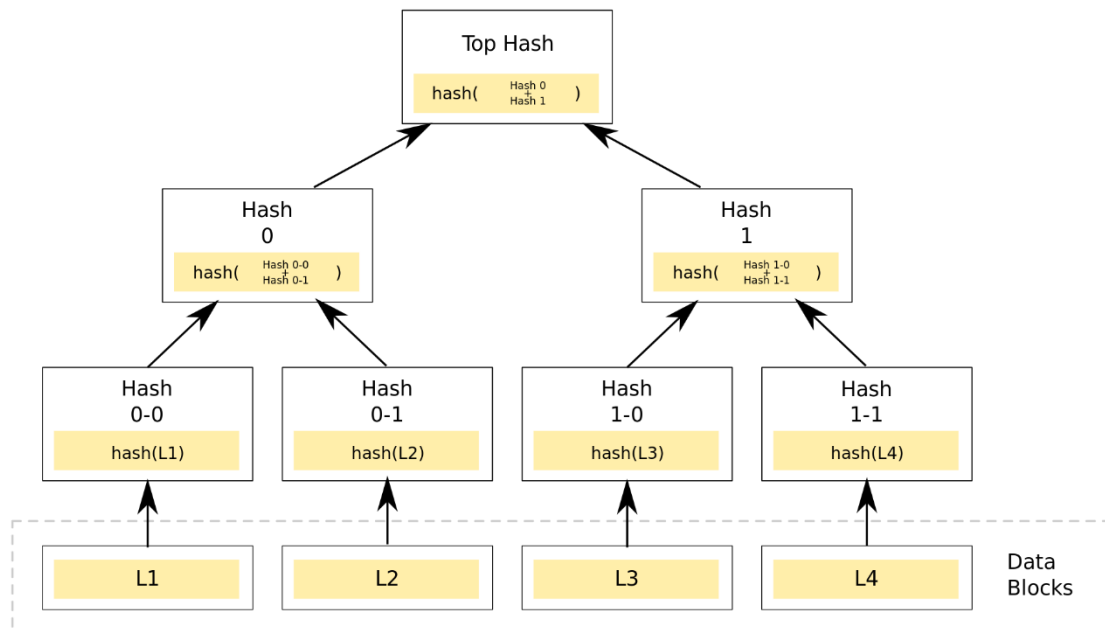 Top Hash
hash( Hash 0 + Hash 1 )
Hash
0
hash( Hash 0-0 + Hash 0-1 )
Hash
1
hash( Hash 1-0 + Hash 1-1 )
Hash
0-0
hash(L1)
Hash
0-1
hash(L2)
Hash
1-0
hash(L3)
Hash
1-1
hash(L4)
L1
L2
L3
L4
Data
Blocks